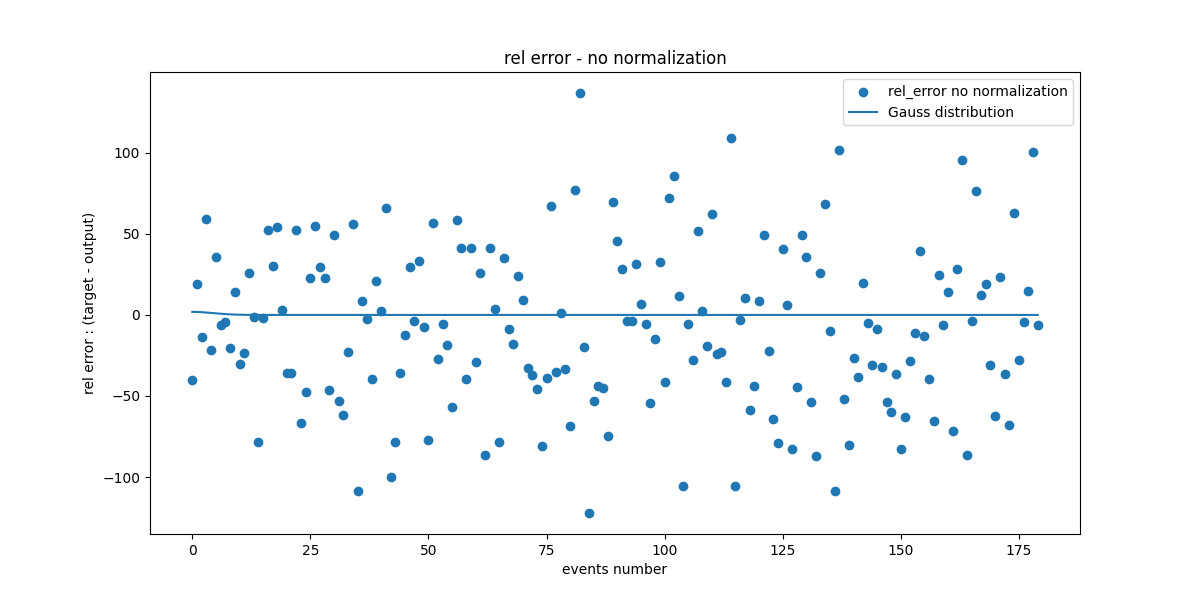 rel error - no normalization
rel_error no normalization
Gauss distribution
rel error : (target - output)
100
50
0
−50
−100
0 25 50 75 100 125 150 175
events number